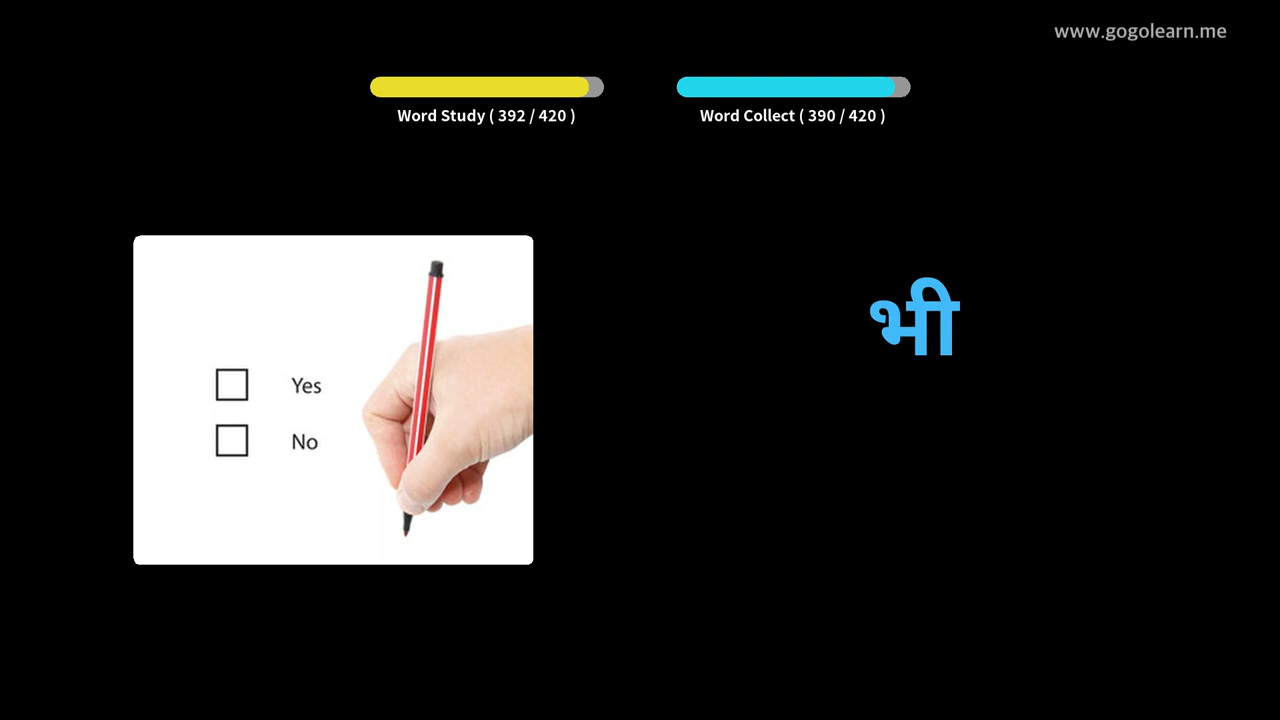 www.gogolearn.me
Word Study ( 392 / 420 )
Word Collect ( 390 / 420 )
भी
Yes
No